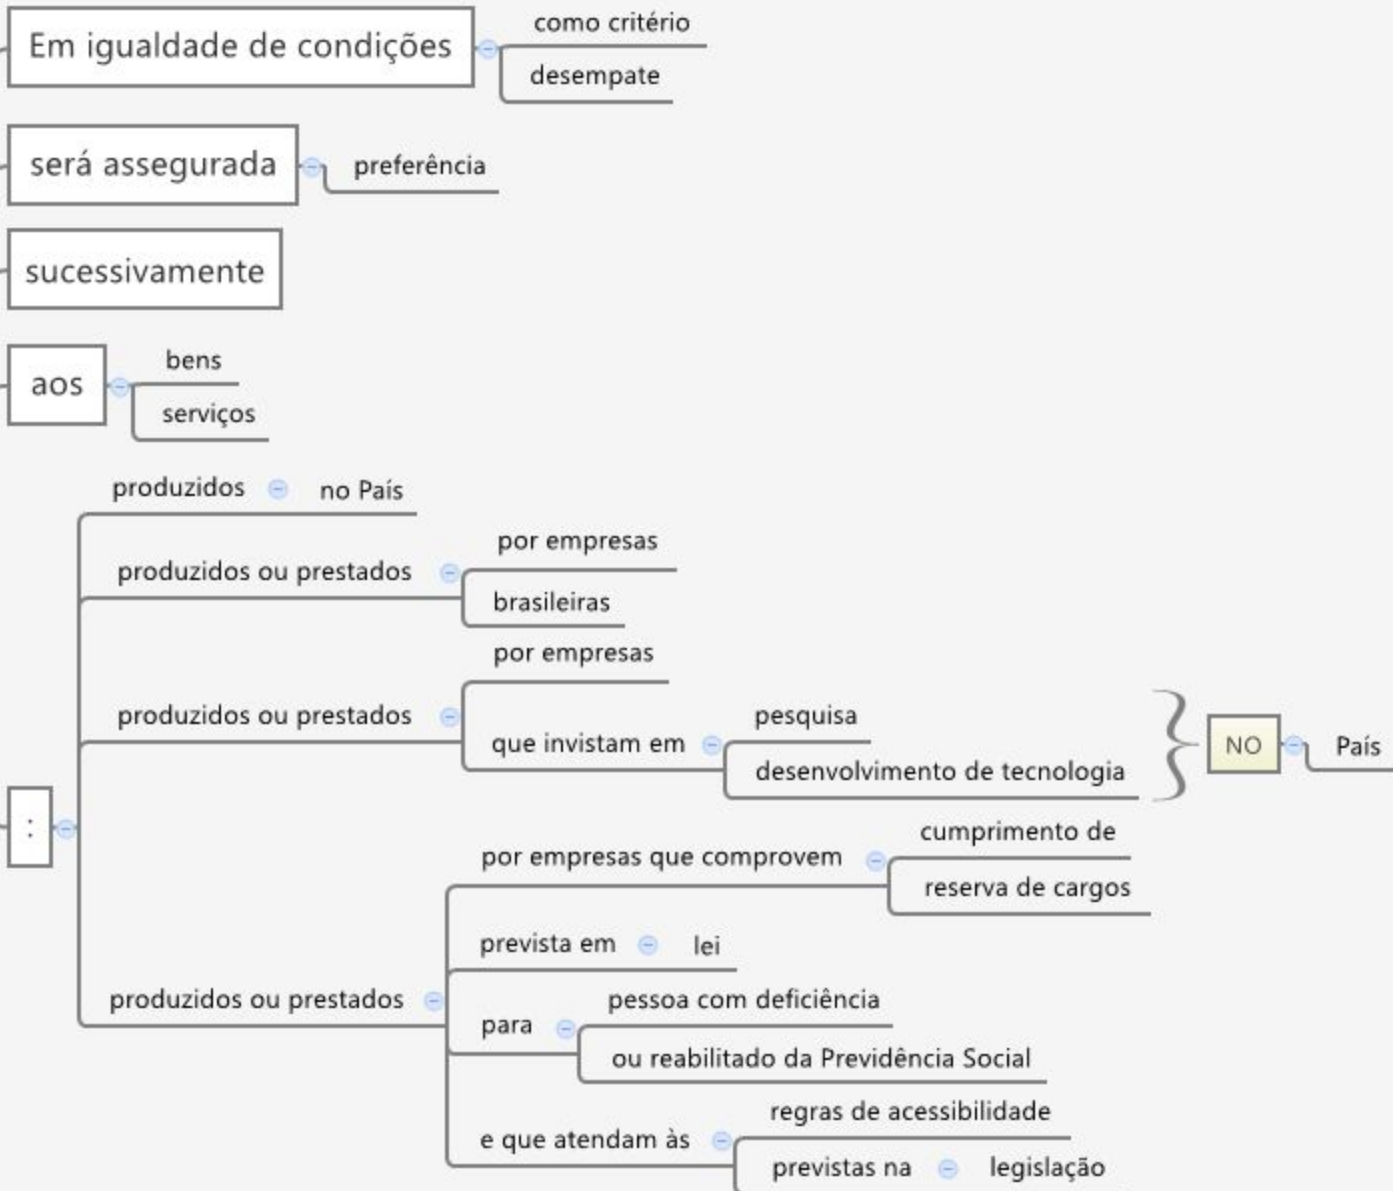 Em igualdade de condições
como critério
desempate
será assegurada
preferência
sucessivamente
aos
bens
serviços
:
produzidos no País
produzidos ou prestados
por empresas
brasileiras
produzidos ou prestados
por empresas
que invistam em
pesquisa
desenvolvimento de tecnologia
NO
País
produzidos ou prestados
por empresas que comprovem
cumprimento de
reserva de cargos
prevista em lei
para
pessoa com deficiência
ou reabilitado da Previdência Social
e que atendam às
regras de acessibilidade
previstas na legislação